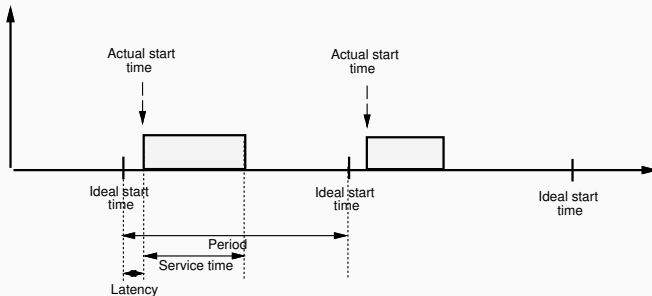 Actual start
time
Actual start
time
Ideal start
time
Ideal start
time
Ideal start
time
Period
Service time
Latency